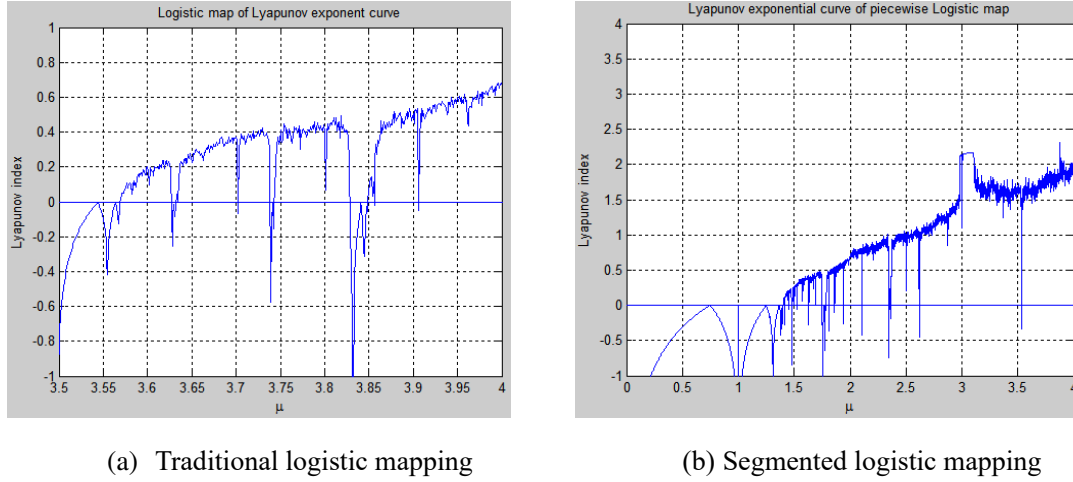 Logistic map of Lyapunov exponent curve
1
0.8
0.6
0.4
0.2
0
-0.2
-0.4
-0.6
-0.8
-1
Lyapunov index
3.5 3.55 3.6 3.65 3.7 3.75 3.8 3.85 3.9 3.95 4
μ
(a) Traditional logistic mapping
Lyapunov exponential curve of piecewise Logistic map
4
3.5
3
2.5
2
1.5
1
0.5
0
-0.5
-1
Lyapunov index
0 0.5 1 1.5 2 2.5 3 3.5 4
μ
(b) Segmented logistic mapping